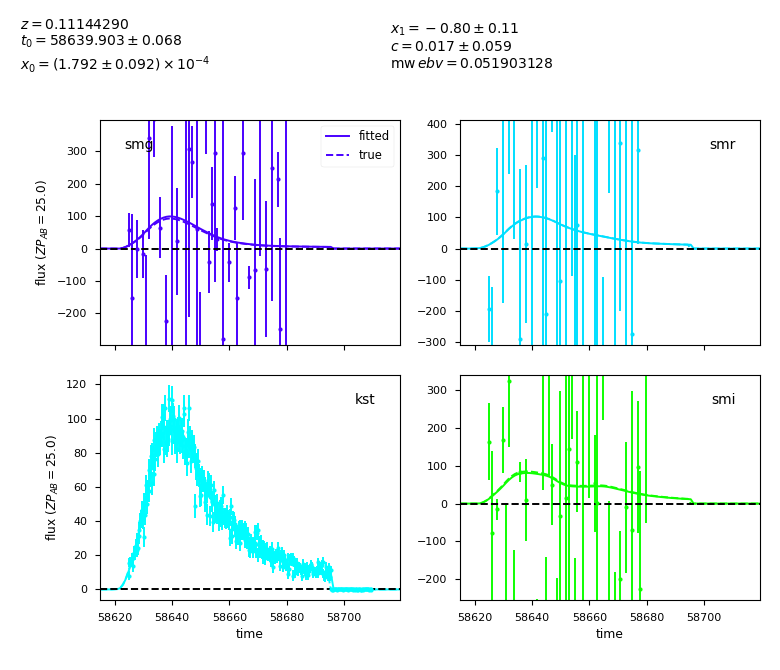 z = 0.11144290
t₀ = 58639.903 ± 0.068
x₀ = (1.792 ± 0.092) × 10⁻⁴
x₁ = −0.80 ± 0.11
c = 0.017 ± 0.059
mw ebv = 0.051903128
smg
fitted
true
300
200
100
0
−100
−200
flux (ZP_AB = 25.0)
smr
400
300
200
100
0
−100
−200
−300
kst
120
100
80
60
40
20
0
flux (ZP_AB = 25.0)
58620 58640 58660 58680 58700
time
smi
300
200
100
0
−100
−200
58620 58640 58660 58680 58700
time